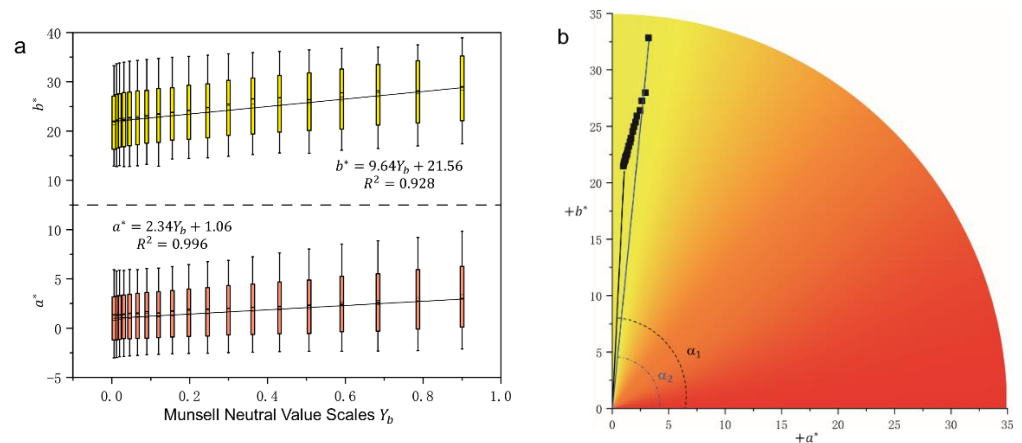 a
40
30
20
10
b*
b* = 9.64Y_b + 21.56
R² = 0.928
a* = 2.34Y_b + 1.06
R² = 0.996
10
5
0
−5
a*
0.0 0.2 0.4 0.6 0.8 1.0
Munsell Neutral Value Scales Y_b
b
35
30
25
20
15
10
5
0
+b*
α₁
α₂
0 5 10 15 20 25 30 35
+a*